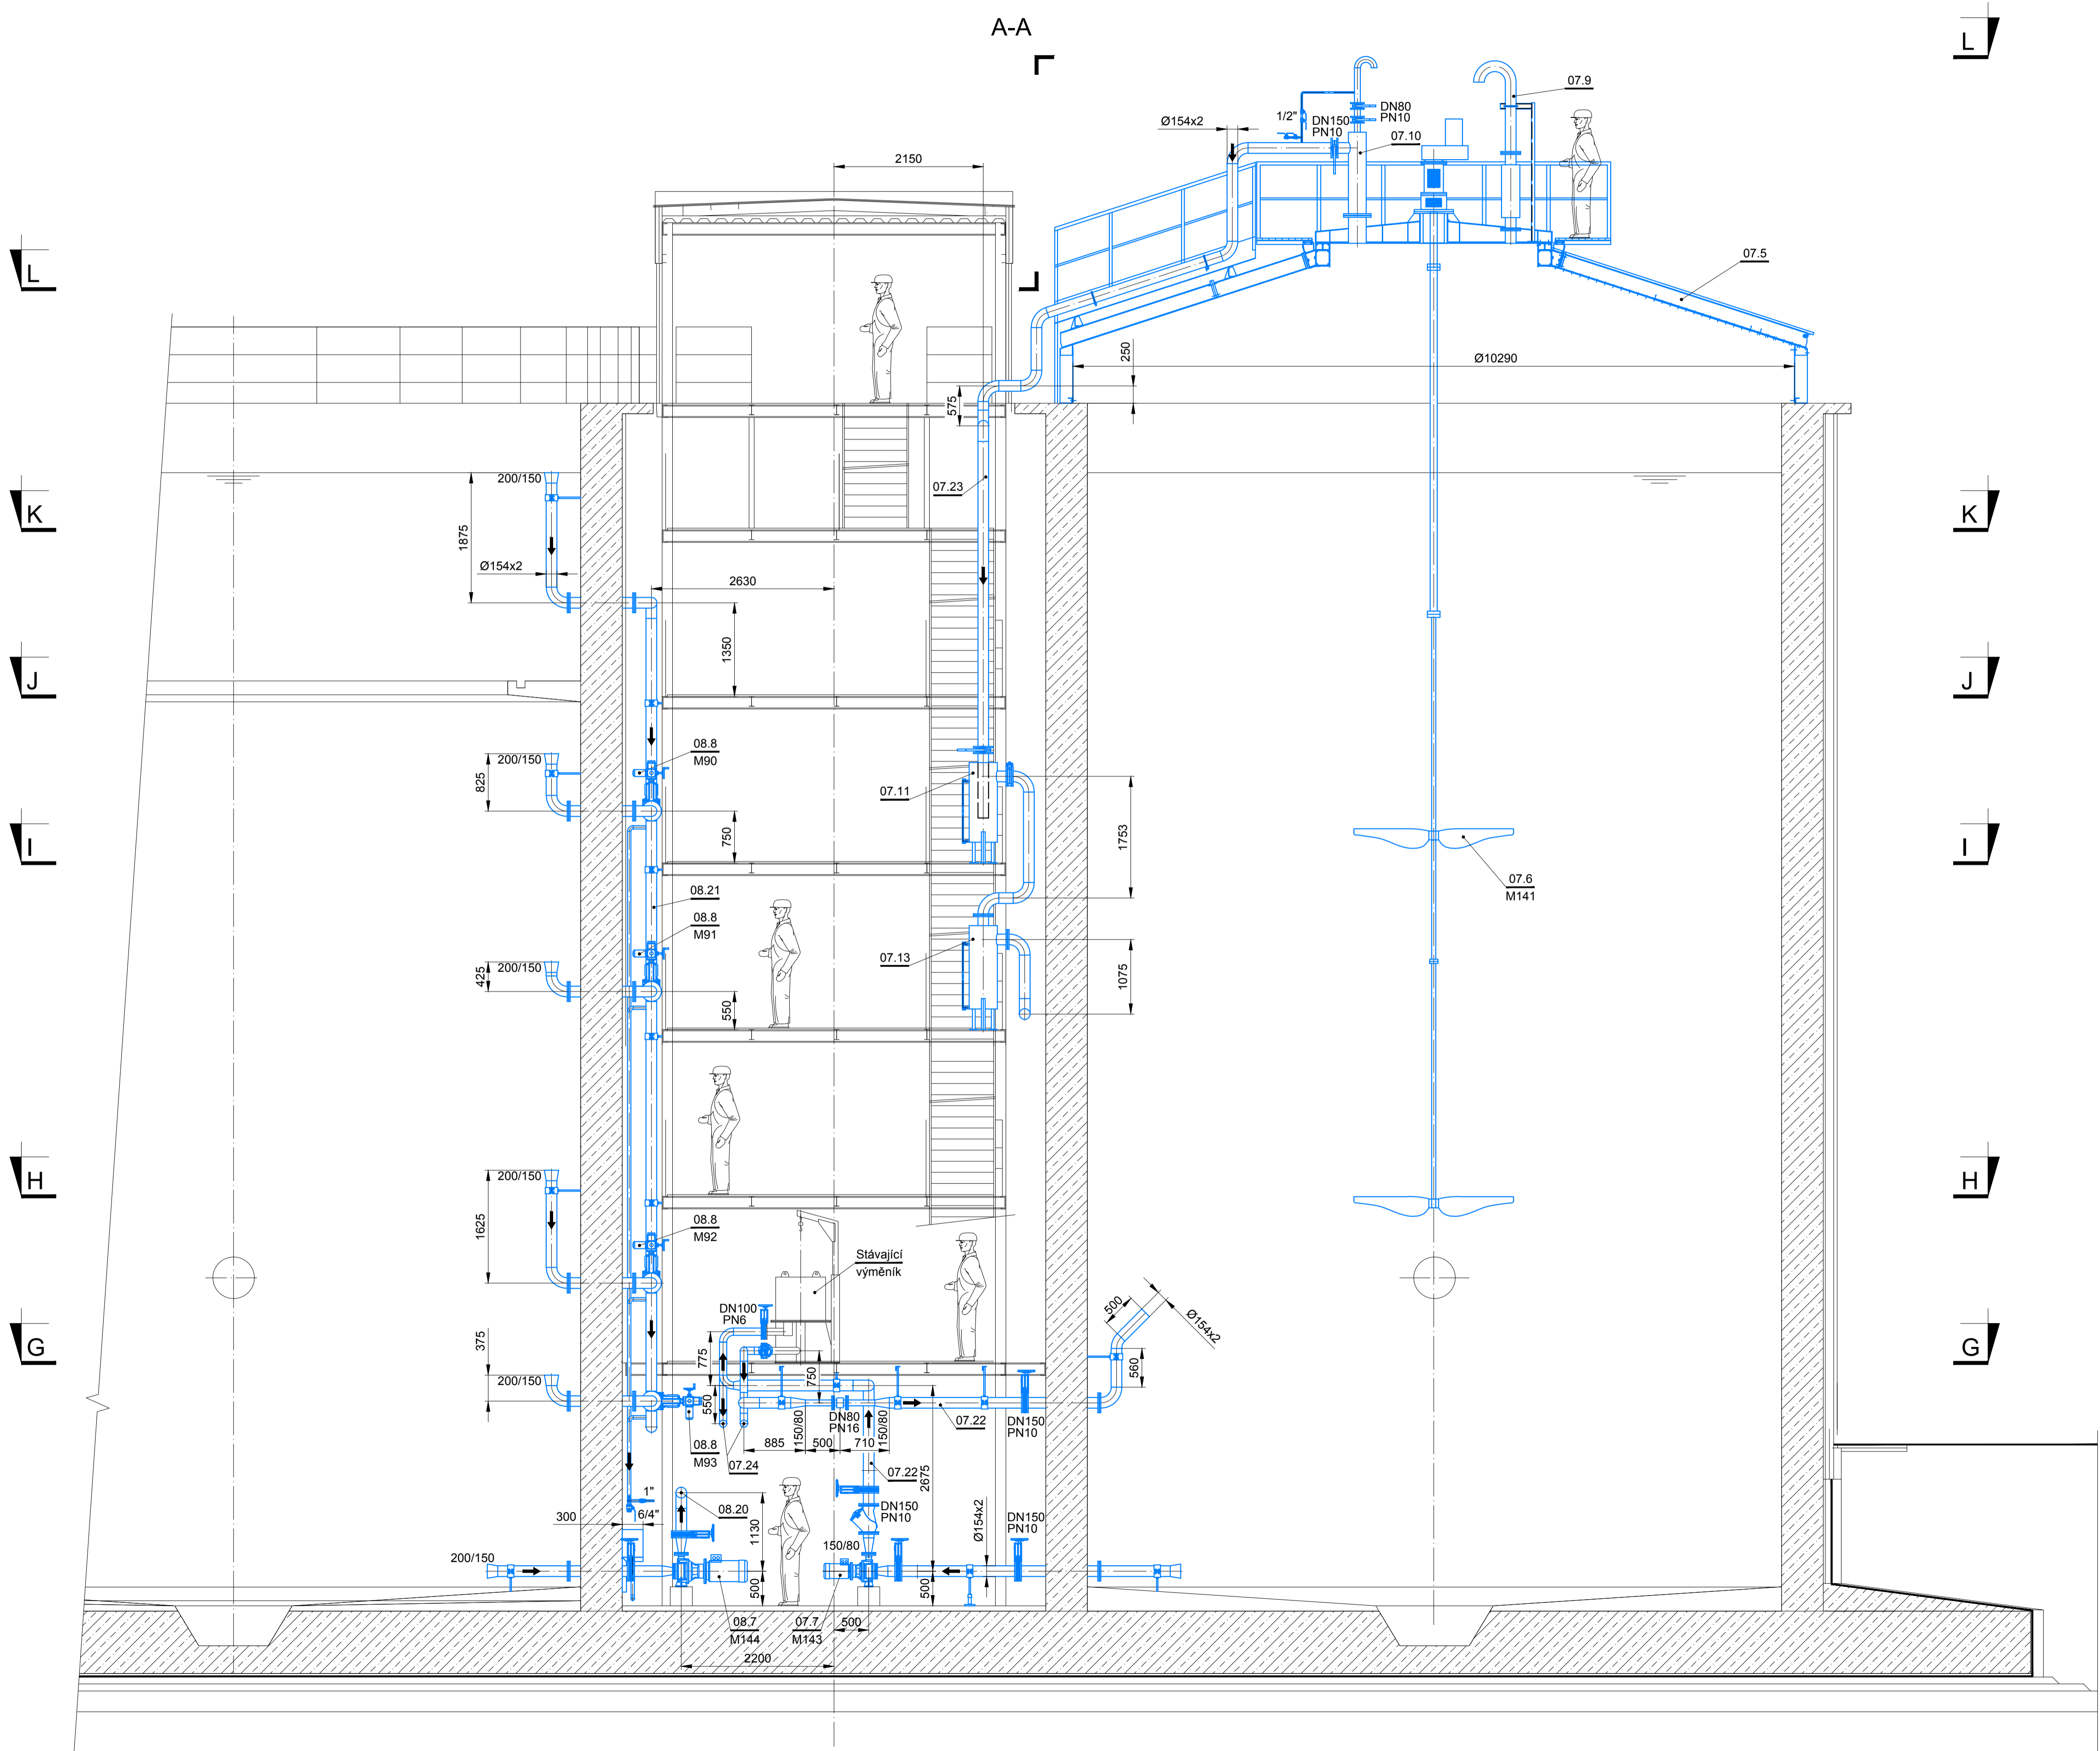 A-A
L
07.9
1/2"
DN80
PN10
Ø154x2
DN150
PN10
07.10
2150
L
07.5
250
Ø10290
575
200/150
07.23
K
K
1875
Ø154x2
2630
1350
J
J
08.8
M90
200/150
825
07.11
1753
750
I
I
07.6
M141
08.21
08.8
M91
07.13
200/150
425
1075
550
H
H
200/150
1625
08.8
M92
Stávající
výměník
DN100
PN6
500
Ø154x2
G
G
375
775
750
560
200/150
550
DN80
PN16
150/80
150/80
07.22
DN150
PN10
885
500
710
08.8
M93
07.24
07.22
2675
1"
6/4"
08.20
DN150
PN10
300
1130
Ø154x2
DN150
PN10
150/80
200/150
500
500
08.7
M144
07.7
M143
500
2200